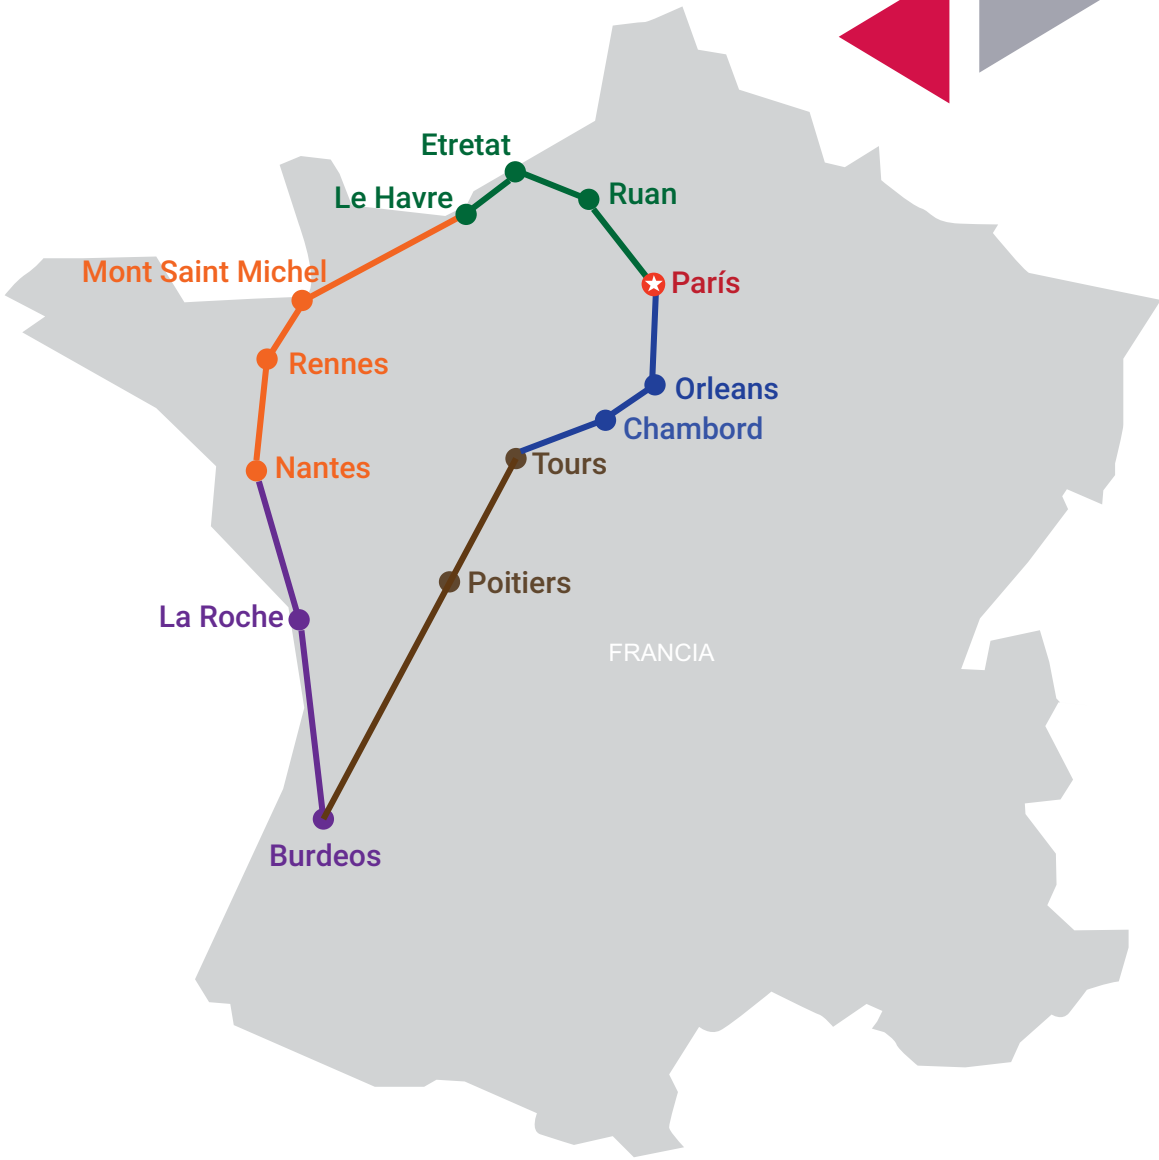 Etretat
Ruan
Le Havre
Mont Saint Michel
París
Rennes
Orleans
Chambord
Nantes
Tours
Poitiers
La Roche
FRANCIA
Burdeos